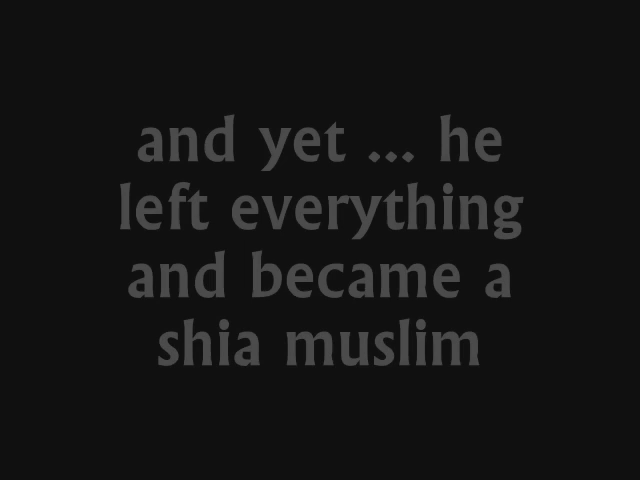 and yet ... he
left everything
and became a
shia muslim